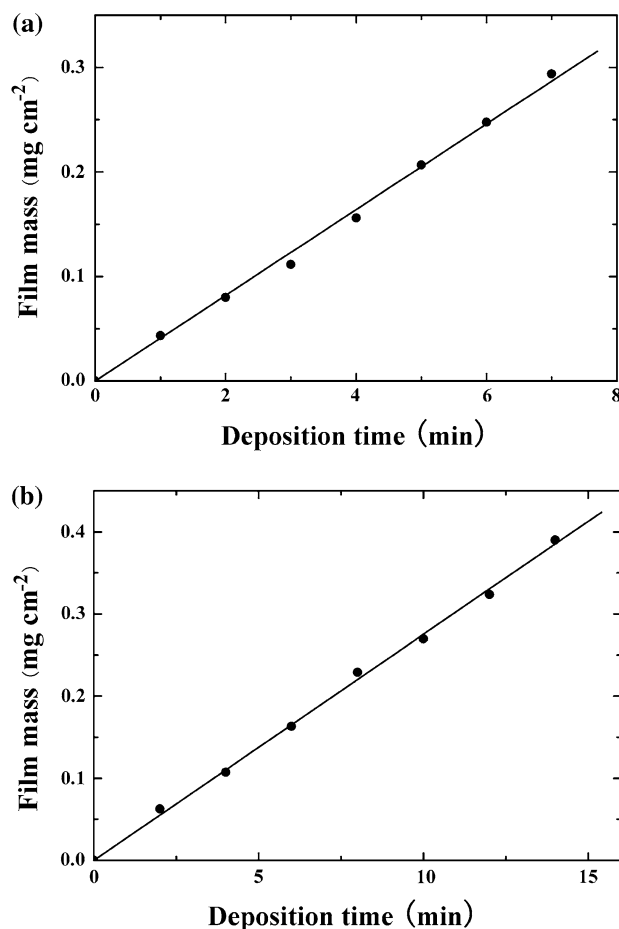 (a)
Film mass (mg cm-2)
0.3
0.2
0.1
0.0
0 2 4 6 8
Deposition time (min)
(b)
Film mass (mg cm-2)
0.4
0.3
0.2
0.1
0.0
0 5 10 15
Deposition time (min)